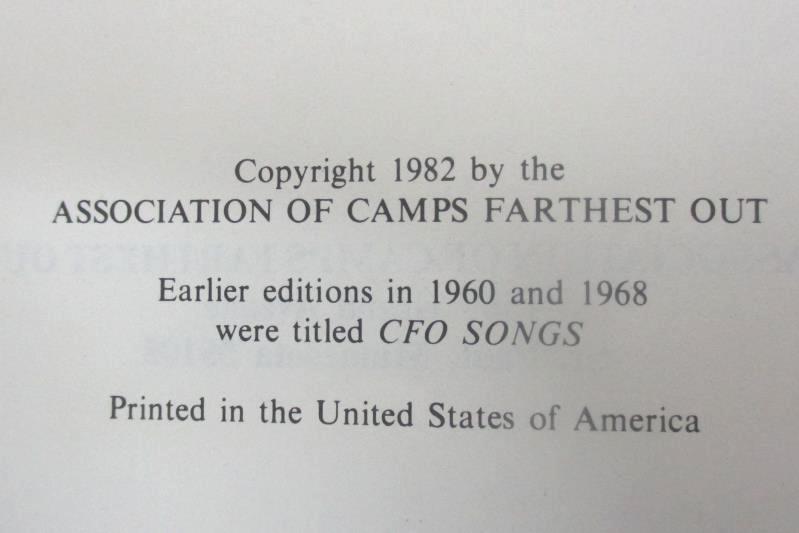 Copyright 1982 by the
ASSOCIATION OF CAMPS FARTHEST OUT
Earlier editions in 1960 and 1968
were titled CFO SONGS
Printed in the United States of America